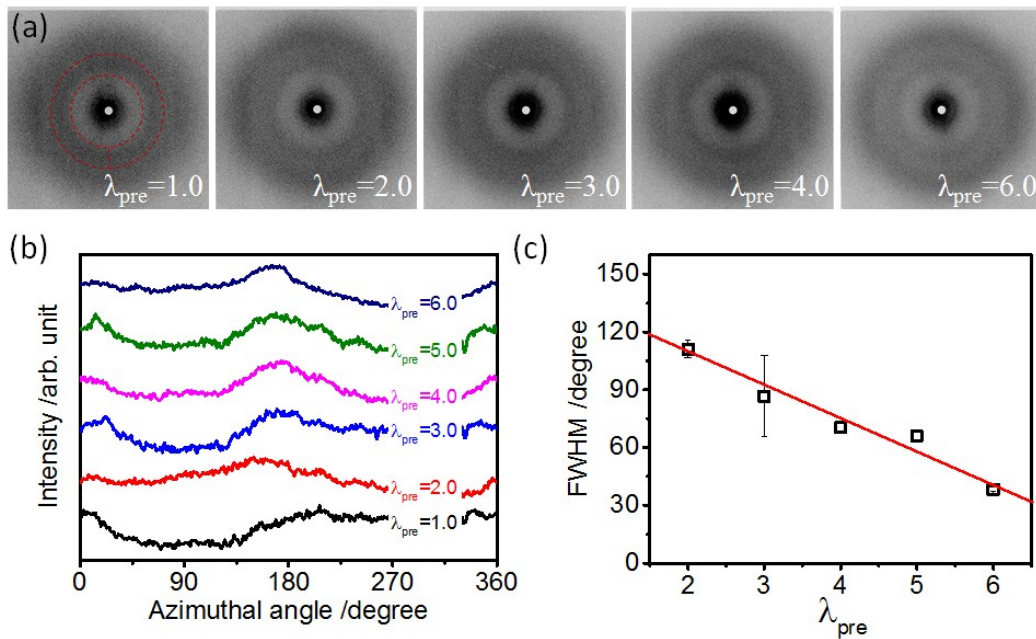 (a)
λpre=1.0
λpre=2.0
λpre=3.0
λpre=4.0
λpre=6.0
(b)
Intensity /arb. unit
λpre=6.0
λpre=5.0
λpre=4.0
λpre=3.0
λpre=2.0
λpre=1.0
0 90 180 270 360
Azimuthal angle /degree
(c)
FWHM /degree
150
120
90
60
30
0
2 3 4 5 6
λpre